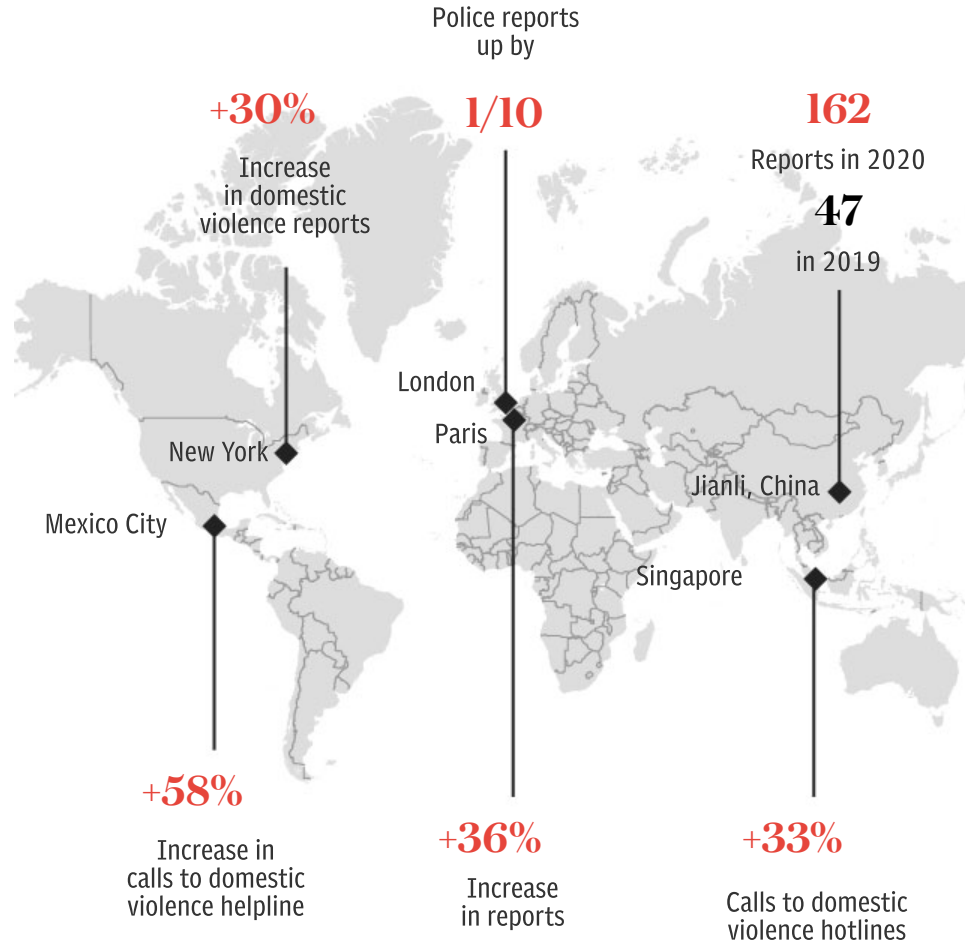 Police reports
up by
1/10
+30%
Increase
in domestic
violence reports
162
Reports in 2020
47
in 2019
London
Paris
New York
Jianli, China
Mexico City
Singapore
+58%
Increase in
calls to domestic
violence helpline
+36%
Increase
in reports
+33%
Calls to domestic
violence hotlines